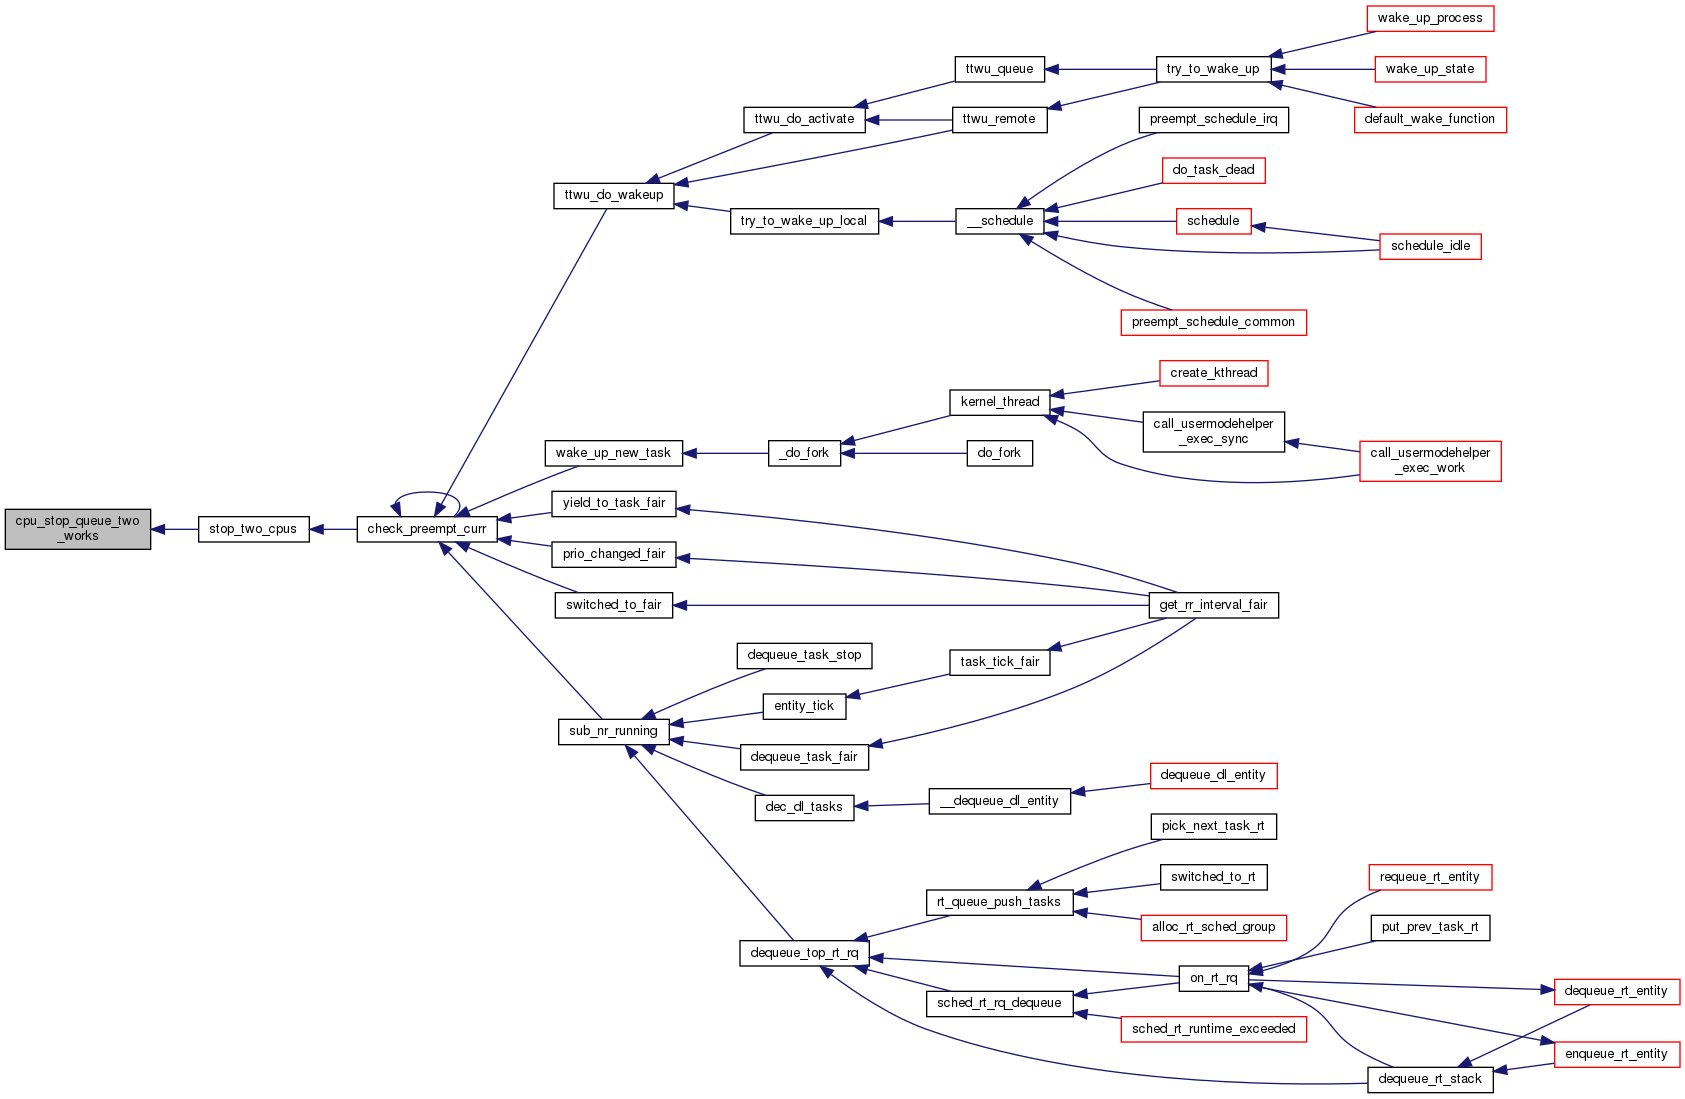 wake_up_process
ttwu_queue
try_to_wake_up
wake_up_state
ttwu_do_activate
ttwu_remote
preempt_schedule_irq
default_wake_function
do_task_dead
ttwu_do_wakeup
try_to_wake_up_local
__schedule
schedule
schedule_idle
preempt_schedule_common
create_kthread
kernel_thread
call_usermodehelper
_exec_sync
wake_up_new_task
_do_fork
do_fork
call_usermodehelper
_exec_work
yield_to_task_fair
cpu_stop_queue_two
_works
stop_two_cpus
check_preempt_curr
prio_changed_fair
switched_to_fair
get_rr_interval_fair
dequeue_task_stop
task_tick_fair
entity_tick
sub_nr_running
dequeue_task_fair
dequeue_dl_entity
dec_dl_tasks
__dequeue_dl_entity
pick_next_task_rt
switched_to_rt
requeue_rt_entity
rt_queue_push_tasks
alloc_rt_sched_group
put_prev_task_rt
dequeue_top_rt_rq
on_rt_rq
dequeue_rt_entity
sched_rt_rq_dequeue
sched_rt_runtime_exceeded
enqueue_rt_entity
dequeue_rt_stack